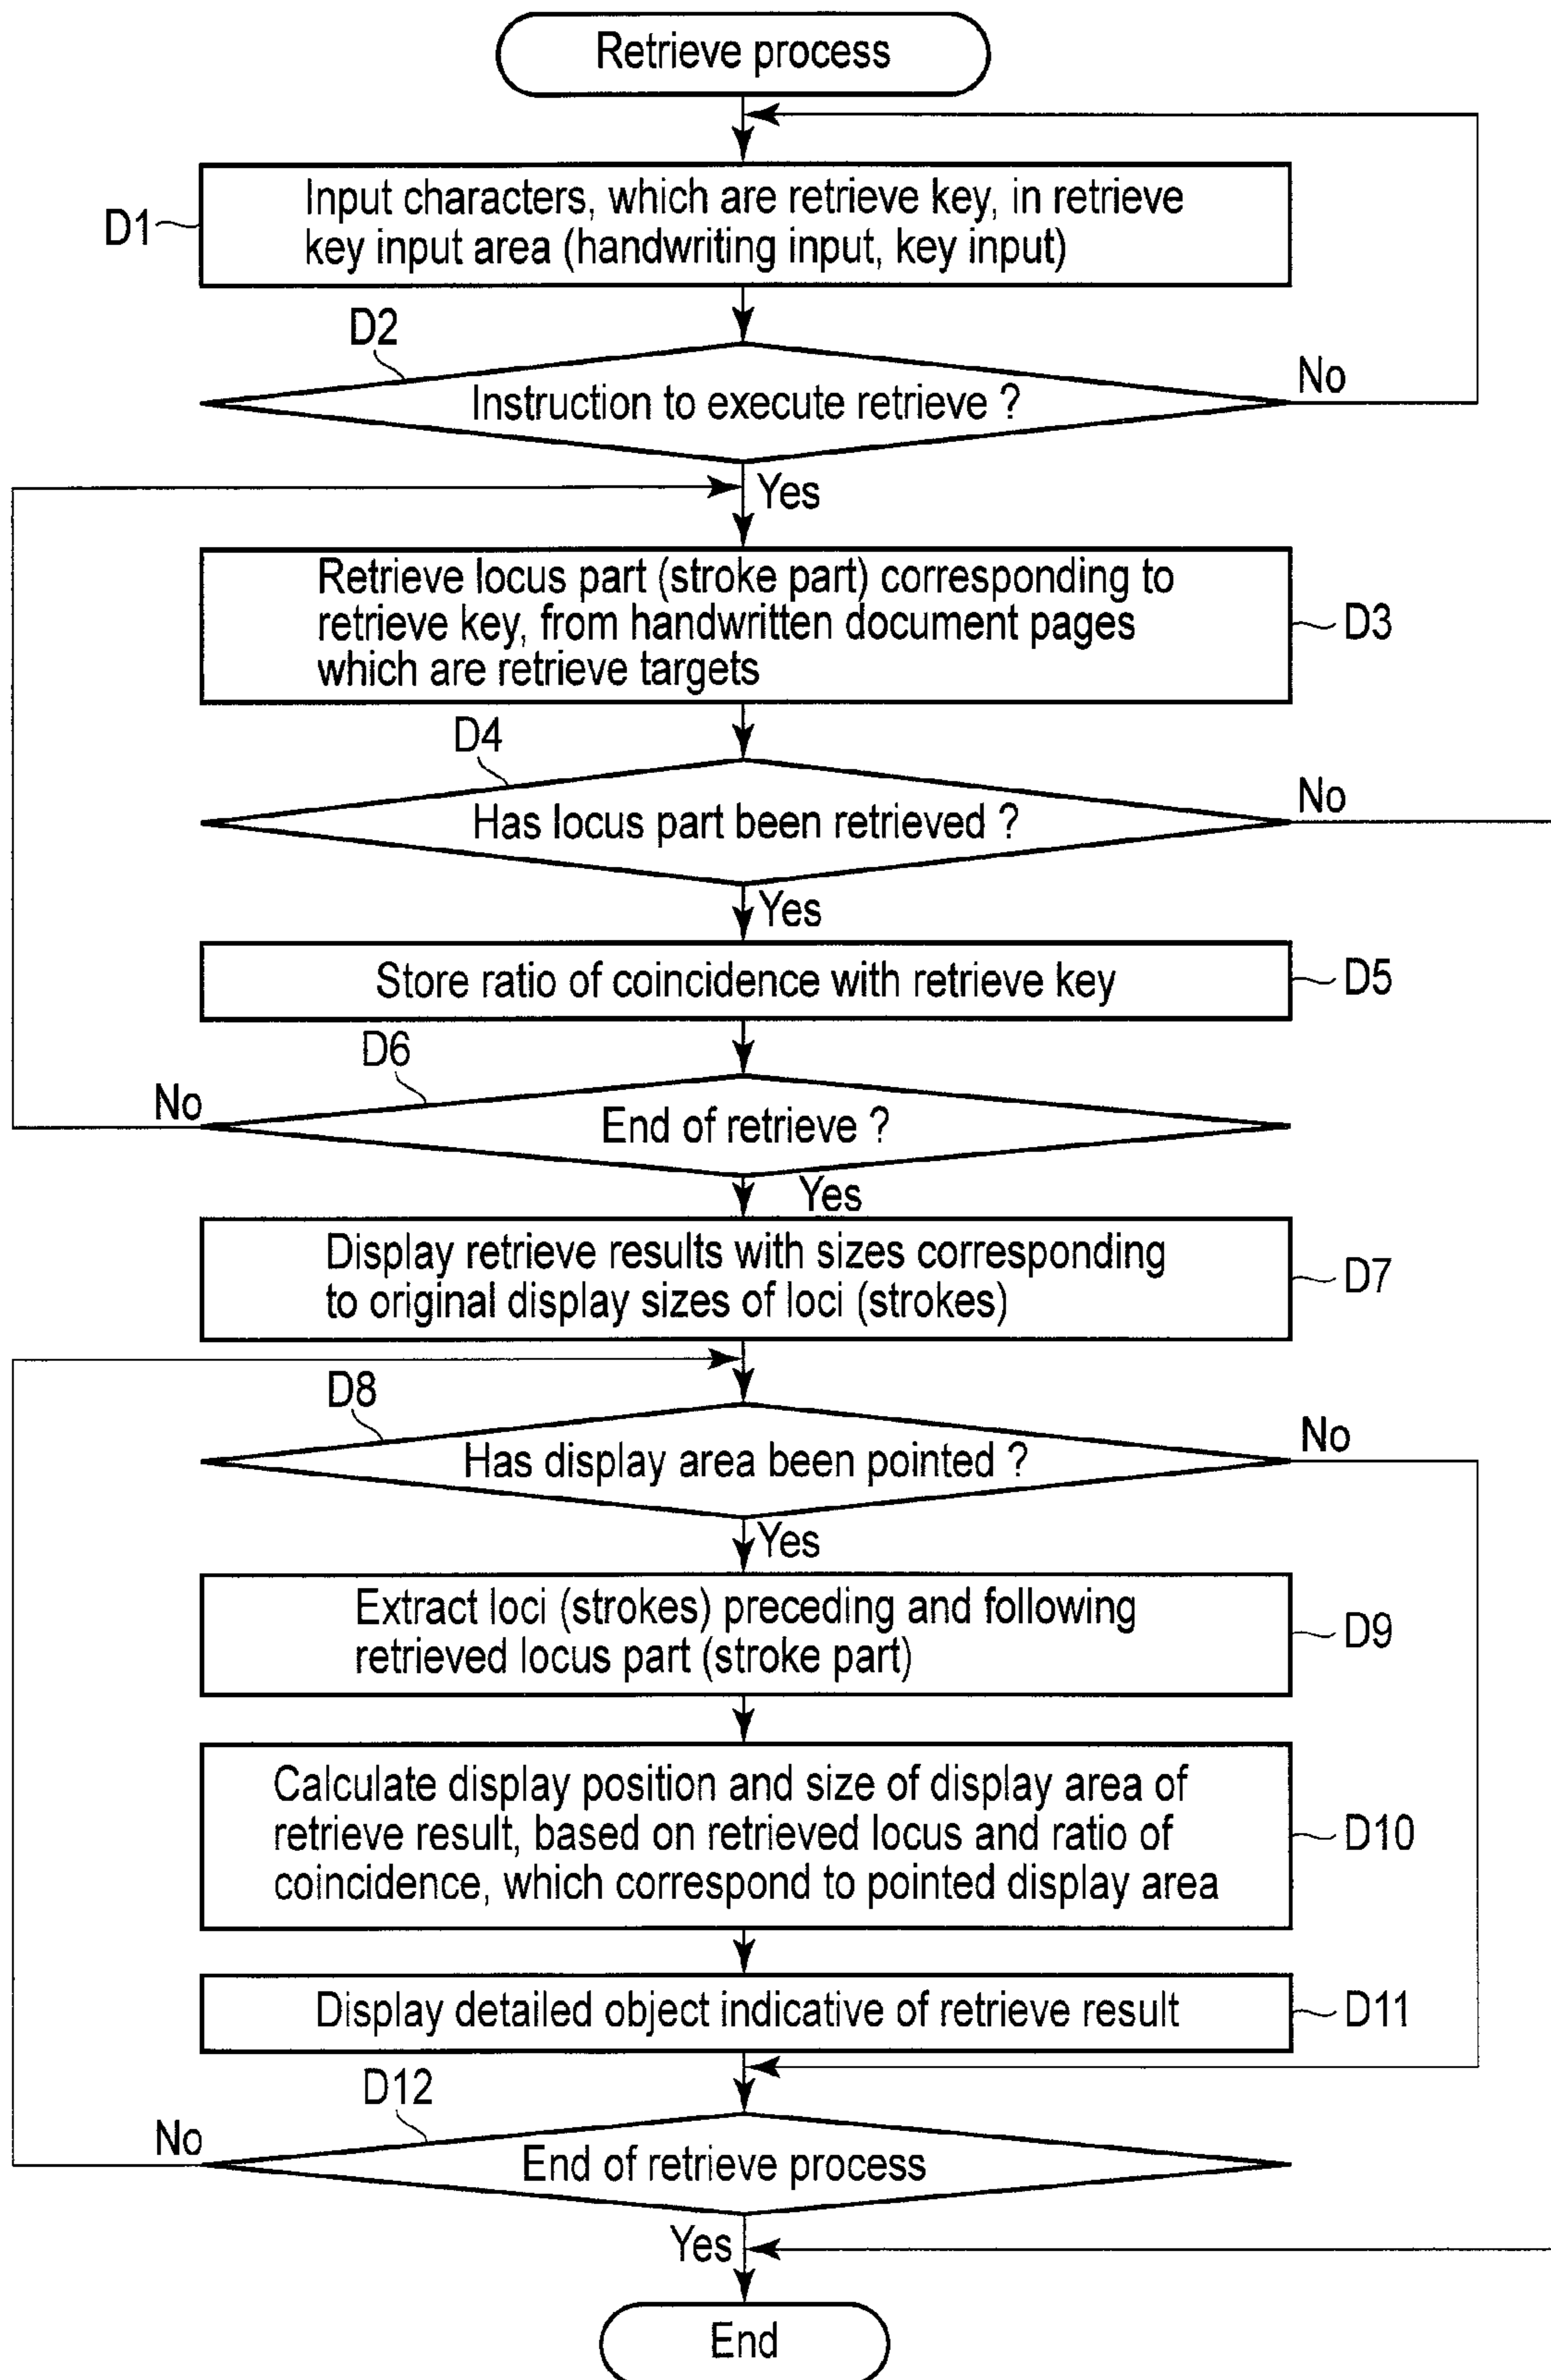 Retrieve process
D1
Input characters, which are retrieve key, in retrieve
key input area (handwriting input, key input)
D2
Instruction to execute retrieve ?
No
Yes
Retrieve locus part (stroke part) corresponding to
retrieve key, from handwritten document pages
which are retrieve targets
D3
D4
Has locus part been retrieved ?
No
Yes
Store ratio of coincidence with retrieve key
D5
D6
No
End of retrieve ?
Yes
Display retrieve results with sizes corresponding
to original display sizes of loci (strokes)
D7
D8
Has display area been pointed ?
No
Yes
Extract loci (strokes) preceding and following
retrieved locus part (stroke part)
D9
Calculate display position and size of display area of
retrieve result, based on retrieved locus and ratio of
coincidence, which correspond to pointed display area
D10
Display detailed object indicative of retrieve result
D11
D12
No
End of retrieve process
Yes
End